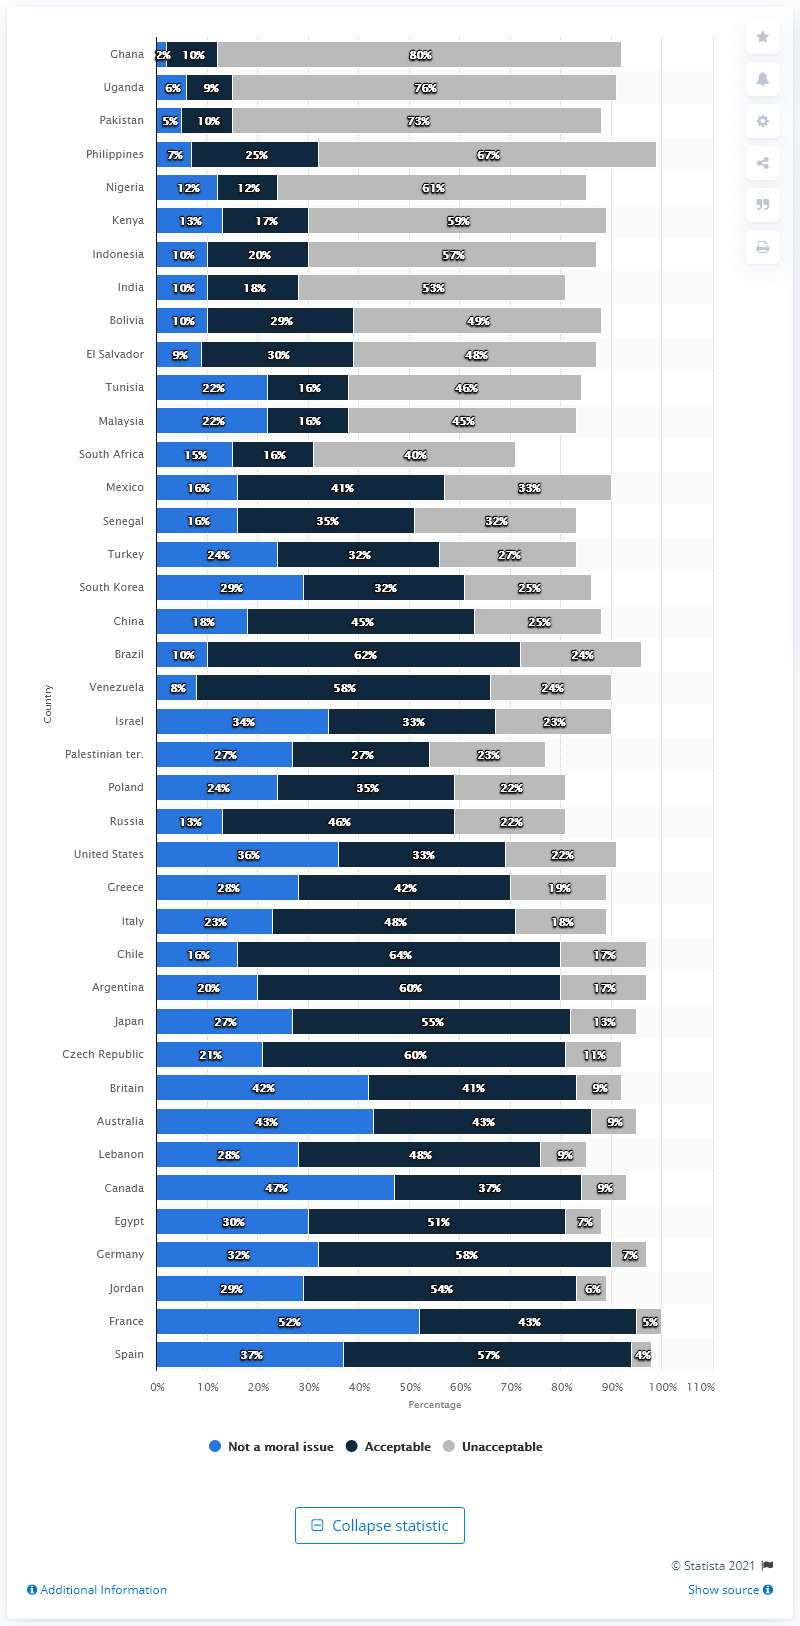 Ghana 2% 10% 80%
Uganda 6% 9% 76%
Pakistan 5% 10% 73%
Philippines 7% 25% 67%
Nigeria 12% 12% 61%
Kenya 13% 17% 59%
Indonesia 10% 20% 57%
India 10% 18% 53%
Bolivia 10% 29% 49%
El Salvador 9% 30% 48%
Tunisia 22% 16% 46%
Malaysia 22% 16% 45%
South Africa 15% 16% 40%
Mexico 16% 41% 33%
Senegal 16% 35% 32%
Turkey 24% 32% 27%
South Korea 29% 32% 25%
China 18% 45% 25%
Brazil 10% 62% 24%
Venezuela 8% 58% 24%
Country
Israel 34% 33% 23%
Palestinian ter. 27% 27% 23%
Poland 24% 35% 22%
Russia 13% 46% 22%
United States 36% 33% 22%
Greece 28% 42% 19%
Italy 23% 48% 18%
Chile 16% 64% 17%
Argentina 20% 60% 17%
Japan 27% 55% 13%
Czech Republic 21% 60% 11%
Britain 42% 41% 9%
Australia 43% 43% 9%
Lebanon 28% 48% 9%
Canada 47% 37% 9%
Egypt 30% 51% 7%
Germany 32% 58% 7%
Jordan 29% 54% 6%
France 52% 43% 5%
Spain 37% 57% 4%
0% 10% 20% 30% 40% 50% 60% 70% 80% 90% 100% 110%
Percentage
Not a moral issue Acceptable Unacceptable
Collapse statistic
© Statista 2021
Additional Information Show source